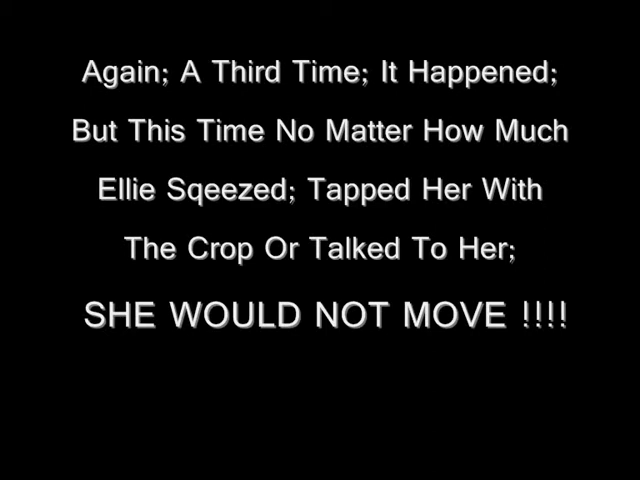 Again; A Third Time; It Happened;
But This Time No Matter How Much
Ellie Sqeezed; Tapped Her With
The Crop Or Talked To Her;
SHE WOULD NOT MOVE !!!!